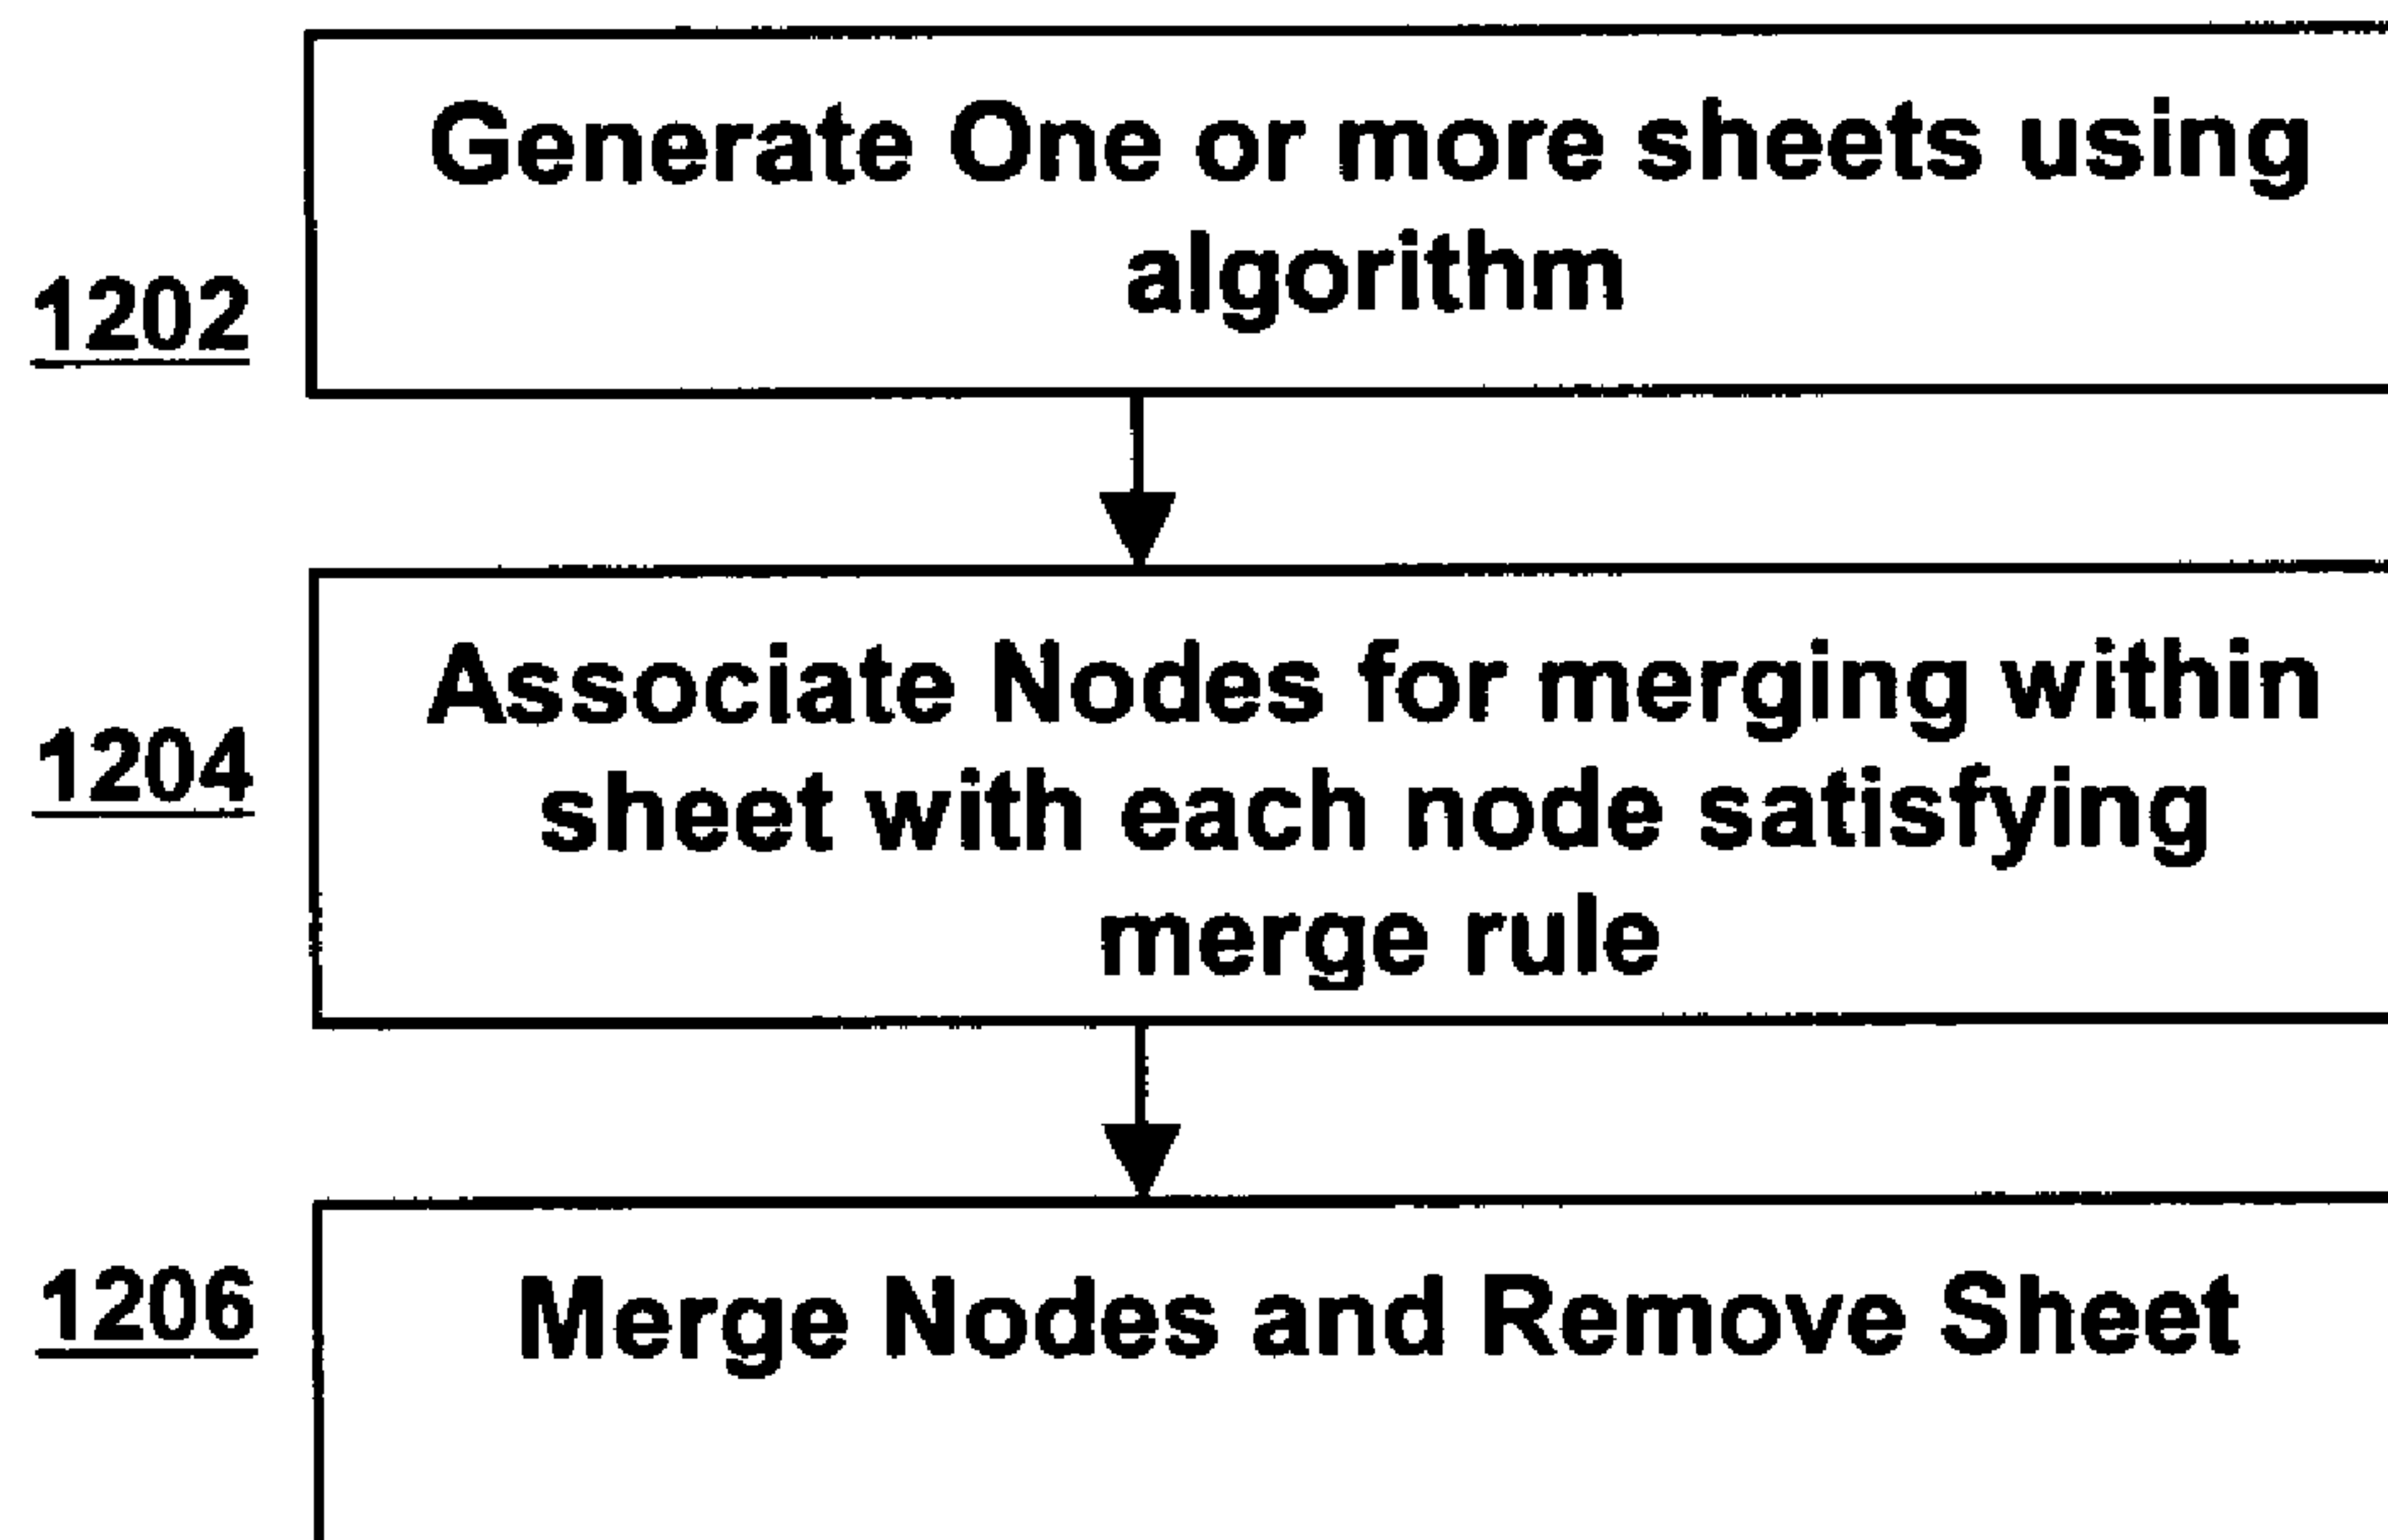 Generate One or more sheets using
algorithm
1202
Associate Nodes for merging within
1204
sheet with each node satisfying
merge rule
1206
Merge Nodes and Remove Sheet